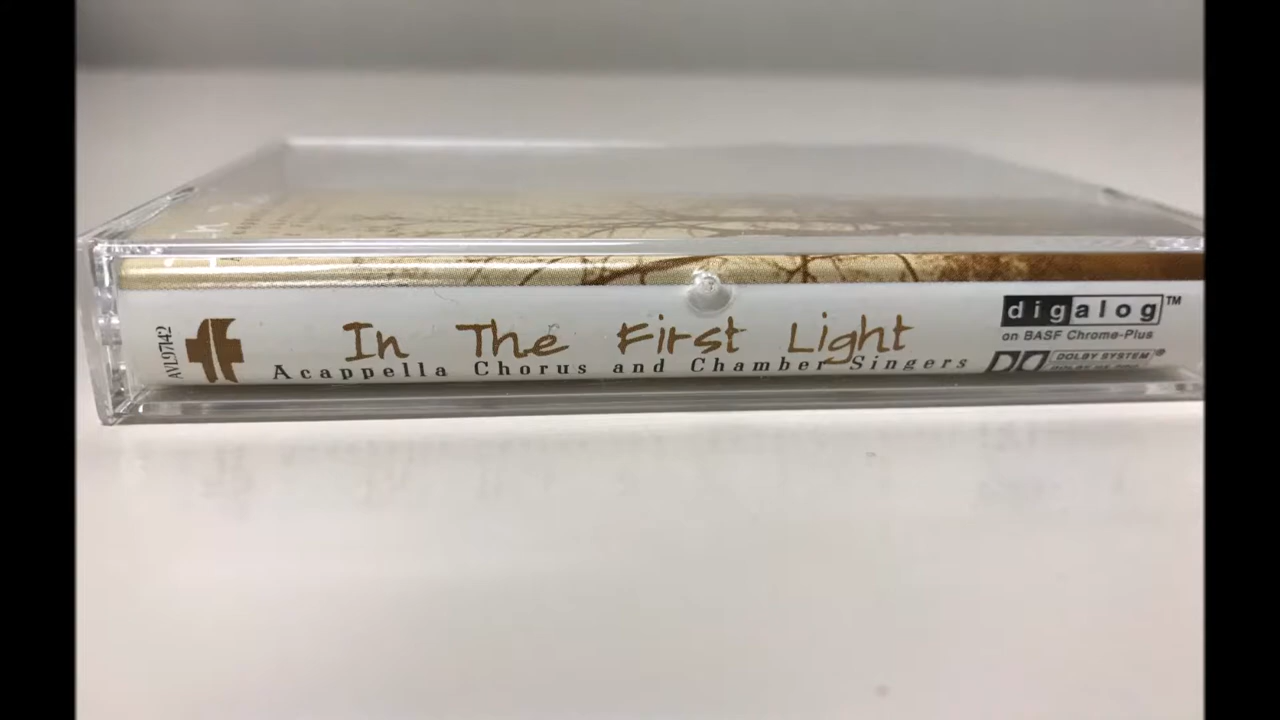 AVL97142
In The First Light
Acappella Chorus and Chamber Singers
digalog™
on BASF Chrome-Plus
DOLBY SYSTEM®